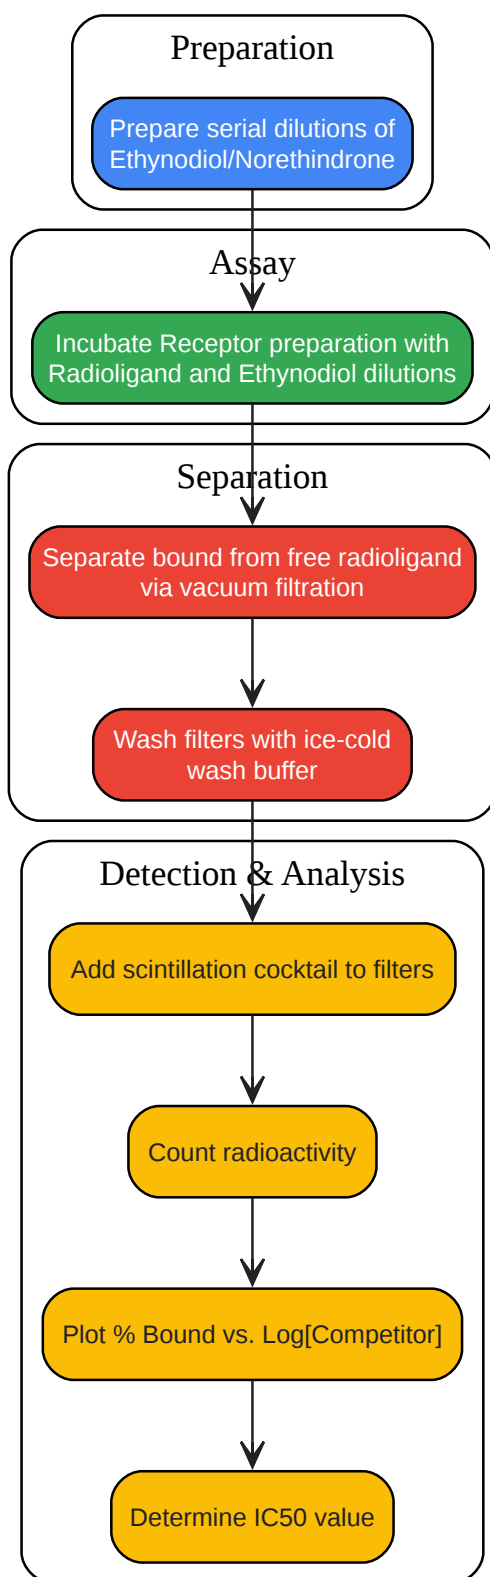 Preparation
Prepare serial dilutions of
Ethynodiol/Norethindrone
Assay
Incubate Receptor preparation with
Radioligand and Ethynodiol dilutions
Separation
Separate bound from free radioligand
via vacuum filtration
Wash filters with ice-cold
wash buffer
Detection & Analysis
Add scintillation cocktail to filters
Count radioactivity
Plot % Bound vs. Log[Competitor]
Determine IC50 value